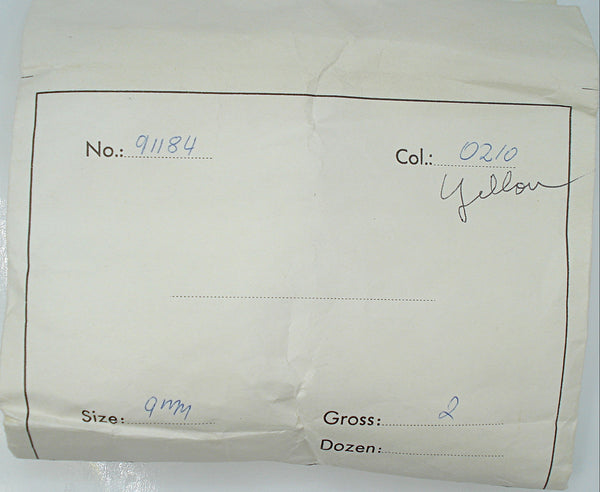 No.: 91184 Col.: 0210
Yellow
Size: 9mm Gross: 2
Dozen: